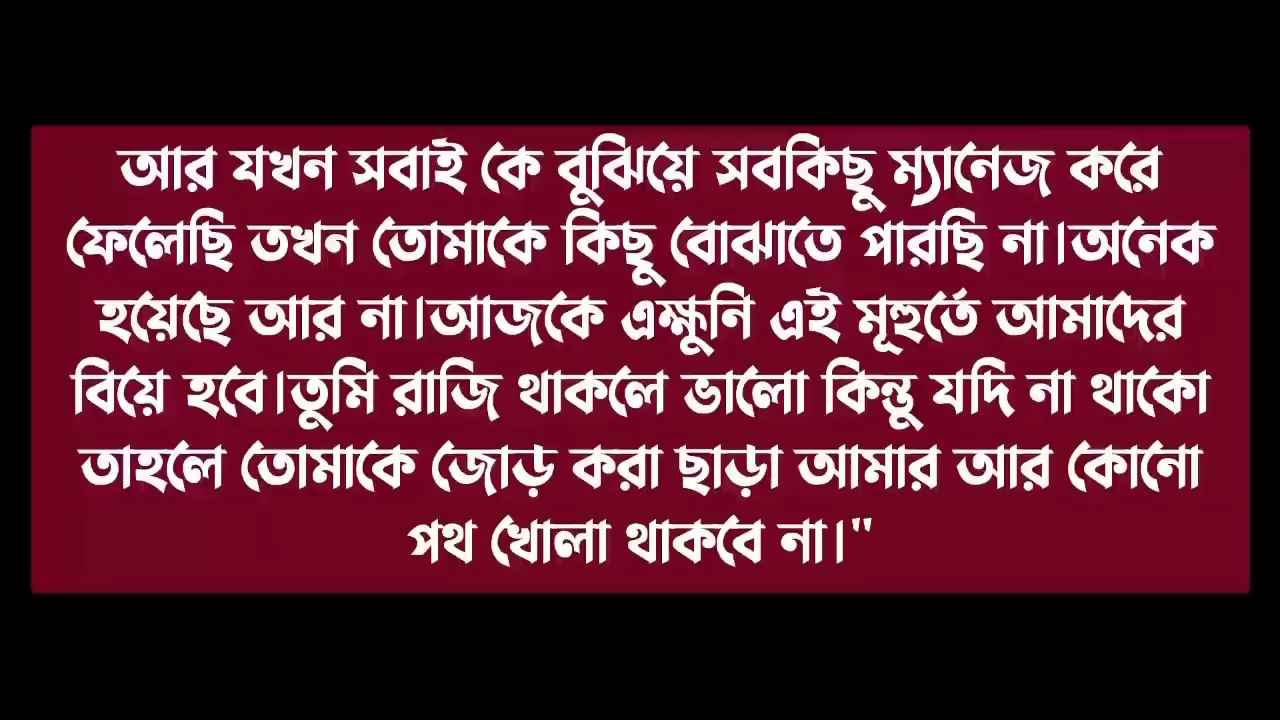 আর যখন সবাই কে বুঝিয়ে সবকিছু ম্যানেজ করে
ফেলেছি তখন তোমাকে কিছু বোঝাতে পারছি না।অনেক
হয়েছে আর না।আজকে এক্ষুনি এই মূহুর্তে আমাদের
বিয়ে হবে।তুমি রাজি থাকলে ভালো কিন্তু যদি না থাকো
তাহলে তোমাকে জোড় করা ছাড়া আমার আর কোনো
পথ খোলা থাকবে না।"